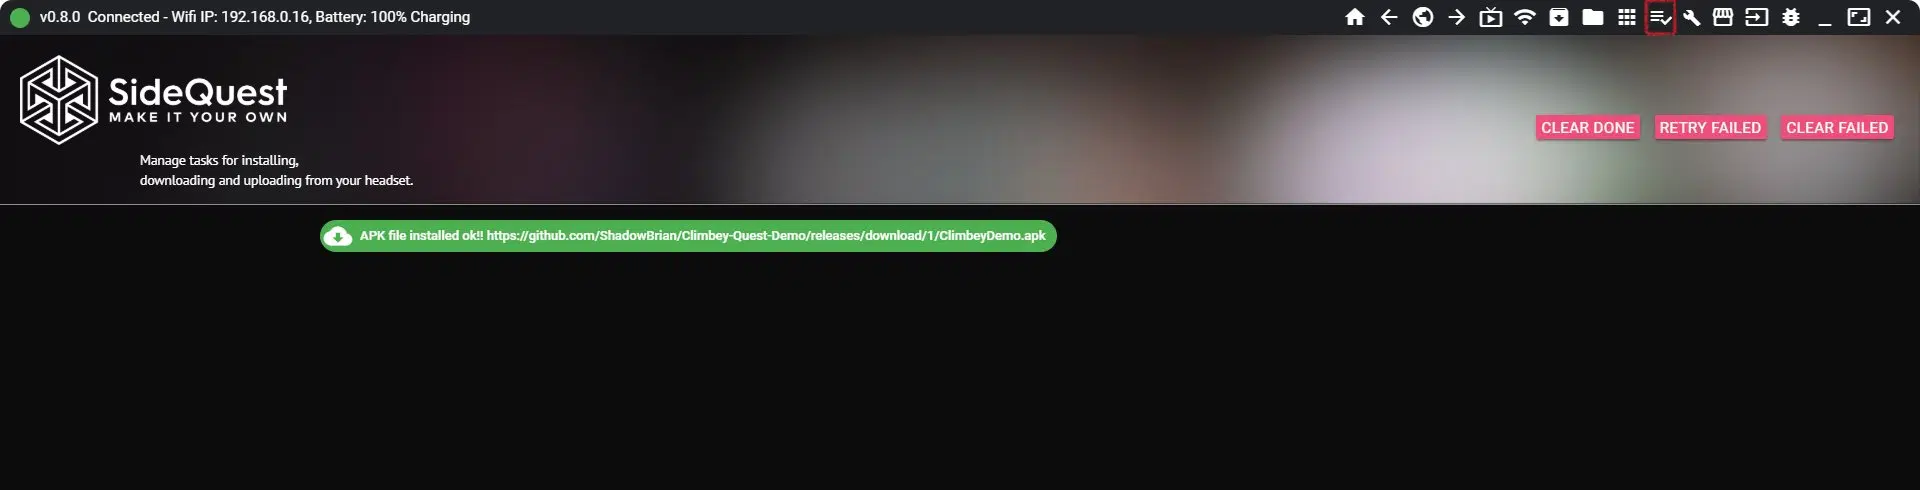 v0.8.0 Connected - Wifi IP: 192.168.0.16, Battery: 100% Charging
SideQuest
MAKE IT YOUR OWN
CLEAR DONE
RETRY FAILED
CLEAR FAILED
Manage tasks for installing,
downloading and uploading from your headset.
APK file installed ok!! https://github.com/ShadowBrian/Climbey-Quest-Demo/releases/download/1/ClimbeyDemo.apk